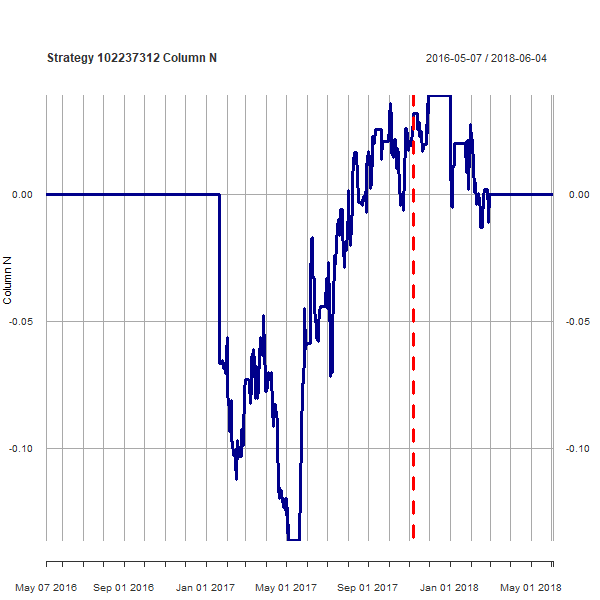 Strategy 102237312 Column N
2016-05-07 / 2018-06-04
0.00
0.00
Column N
-0.05
-0.05
-0.10
-0.10
May 07 2016
Sep 01 2016
Jan 01 2017
May 01 2017
Sep 01 2017
Jan 01 2018
May 01 2018